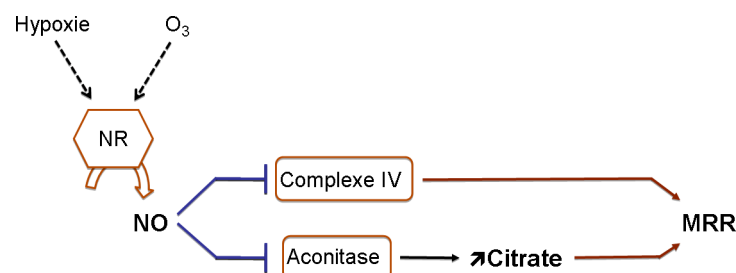 Hypoxie
O3
NR
Complexe IV
NO
MRR
Aconitase
↗Citrate